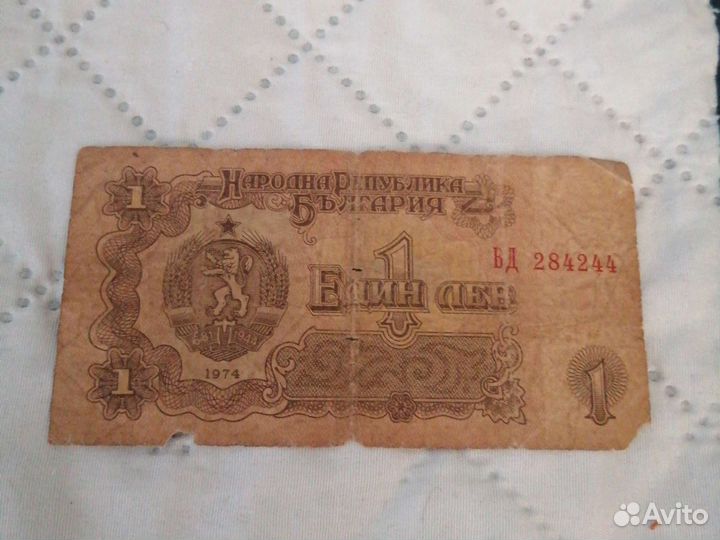 1
НАРОДНА РЕПУБЛИКА
БЪЛГАРИЯ
БД 284244
1
ЕДИН ЛЕВ
1974
1
1
Avito